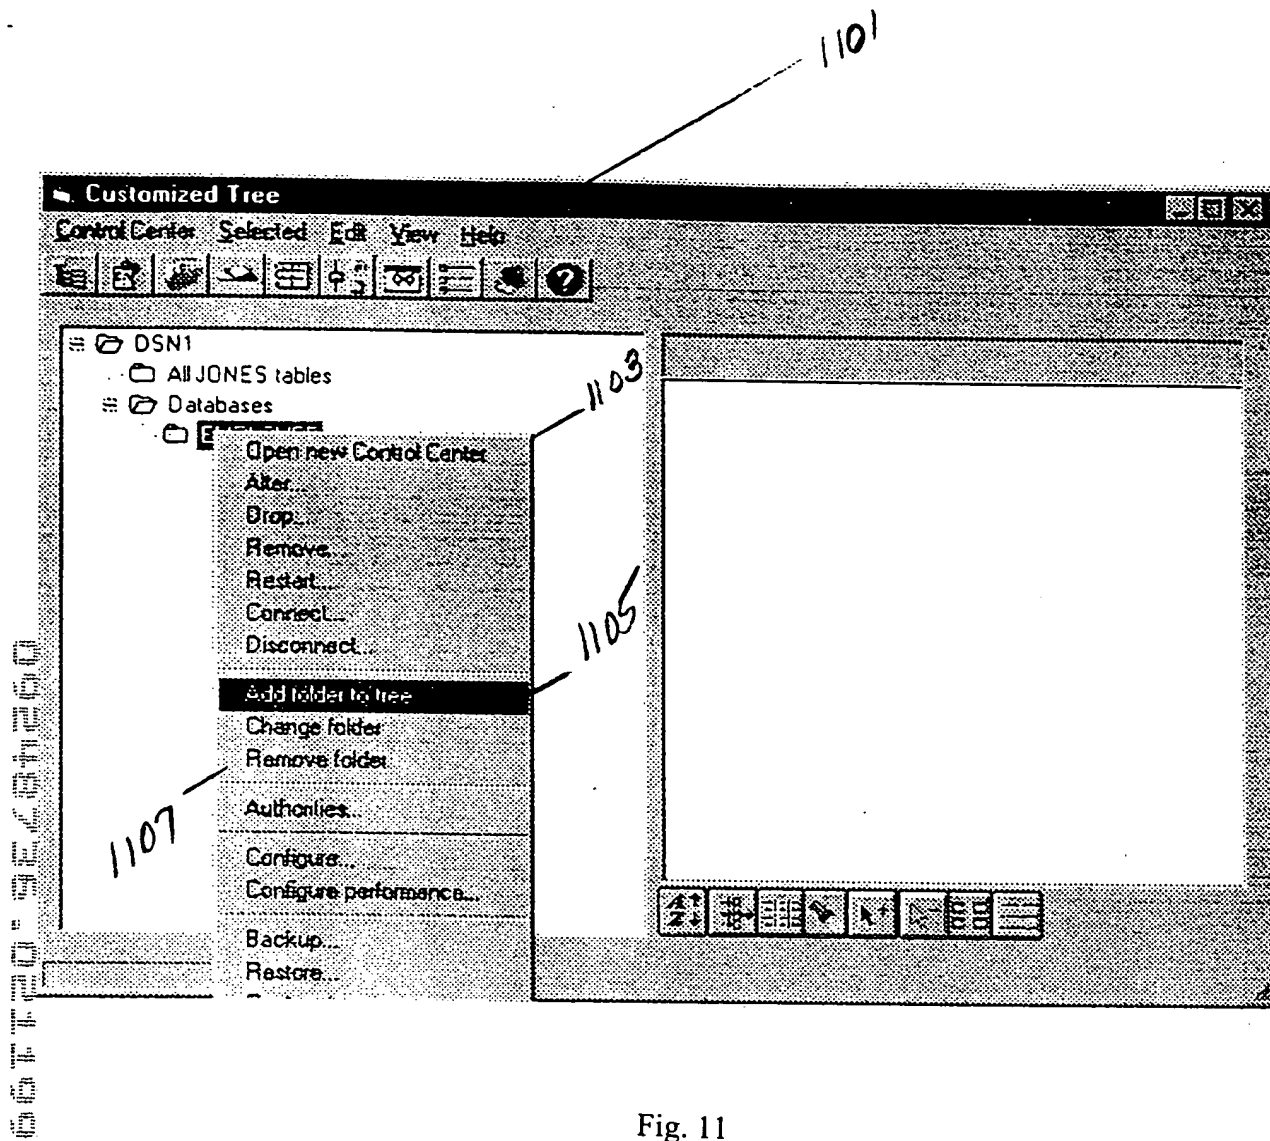 1101
Customized Tree
Control Center Selected Edit View Help
DSN1
All JONES tables
1103
Databases
Open new Control Center
Alter...
Drop...
Remove...
Restart...
Connect...
1105
Disconnect...
Add folder to tree
Change folder
Remove folder
1107
Authorities...
Configure...
Configure performance...
Backup...
Restore...
Fig. 11